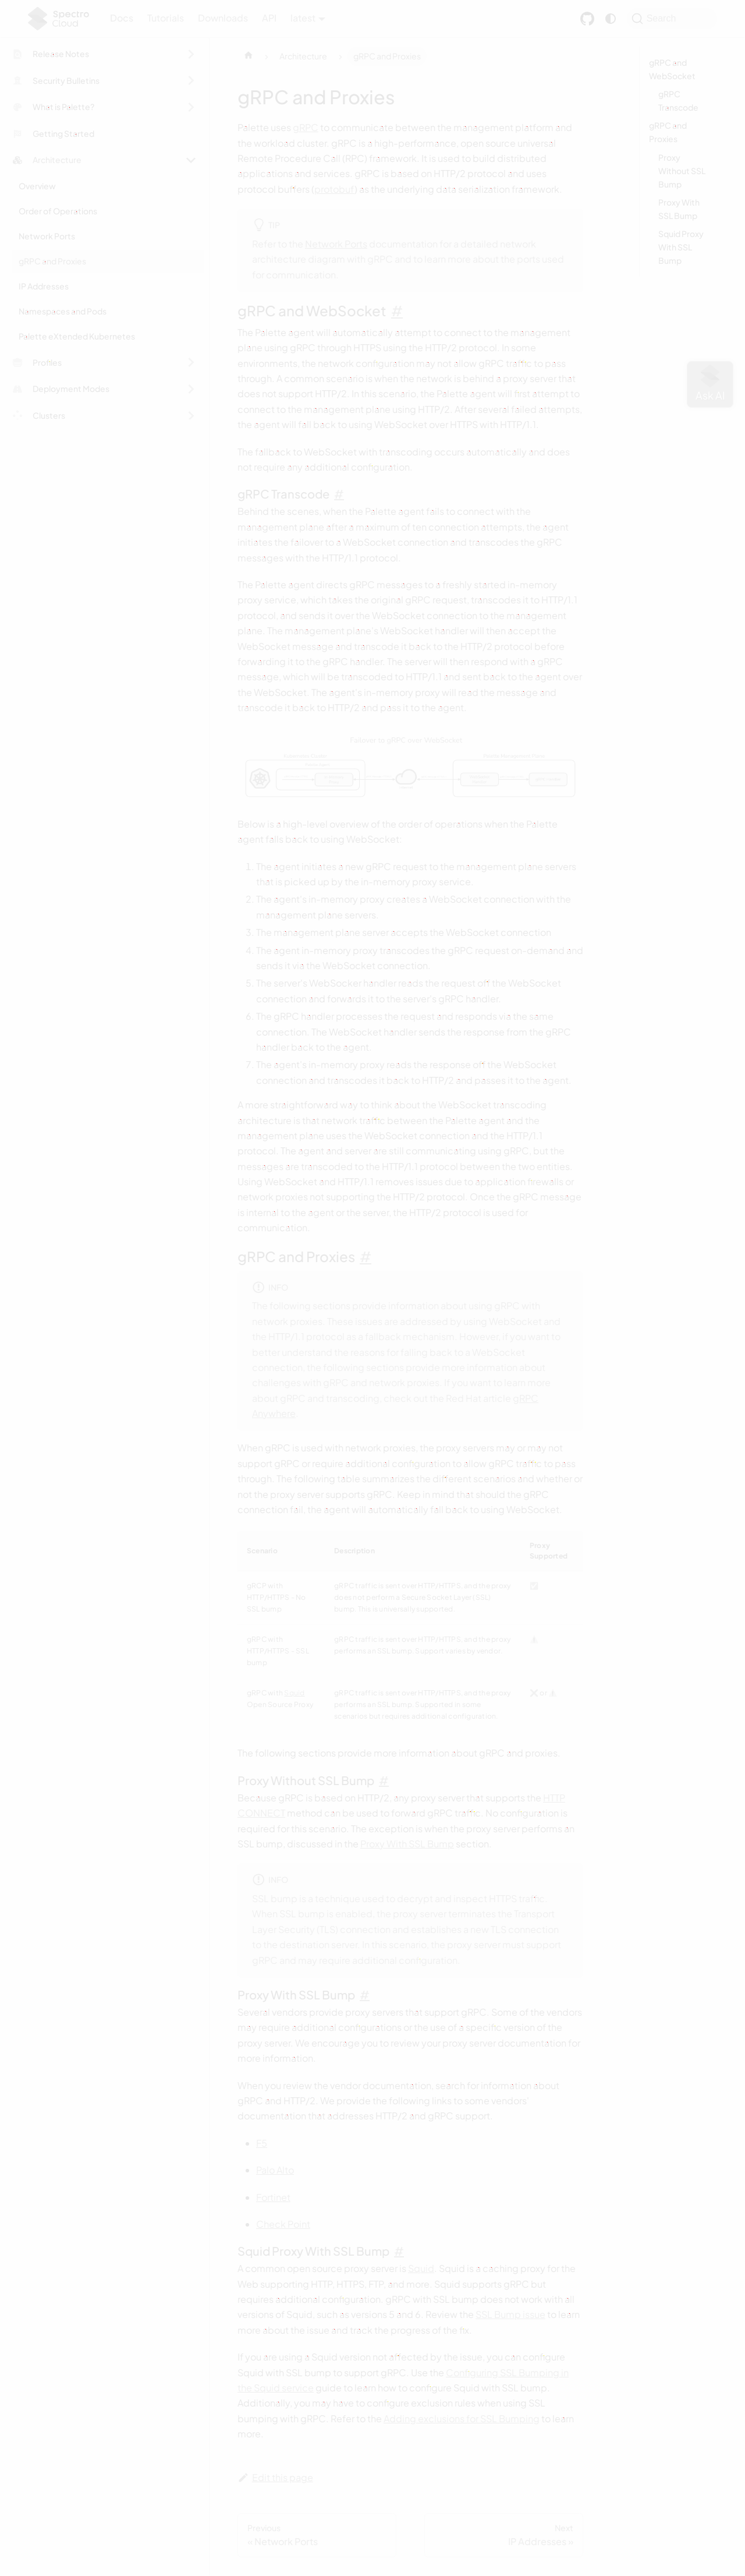 Spectro
Cloud
Docs
Tutorials
Downloads
API
latest
Search
Release Notes
Security Bulletins
What is Palette?
Getting Started
Architecture
Overview
Order of Operations
Network Ports
gRPC and Proxies
IP Addresses
Namespaces and Pods
Palette eXtended Kubernetes
Profiles
Deployment Modes
Clusters
Architecture
gRPC and Proxies
gRPC and Proxies
Palette uses gRPC to communicate between the management platform and
the workload cluster. gRPC is a high-performance, open source universal
Remote Procedure Call (RPC) framework. It is used to build distributed
applications and services. gRPC is based on HTTP/2 protocol and uses
protocol buffers (protobuf) as the underlying data serialization framework.
TIP
Refer to the Network Ports documentation for a detailed network
architecture diagram with gRPC and to learn more about the ports used
for communication.
gRPC and WebSocket #
The Palette agent will automatically attempt to connect to the management
plane using gRPC through HTTPS using the HTTP/2 protocol. In some
environments, the network configuration may not allow gRPC traffic to pass
through. A common scenario is when the network is behind a proxy server that
does not support HTTP/2. In this scenario, the Palette agent will first attempt to
connect to the management plane using HTTP/2. After several failed attempts,
the agent will fall back to using WebSocket over HTTPS with HTTP/1.1.
The fallback to WebSocket with transcoding occurs automatically and does
not require any additional configuration.
gRPC Transcode #
Behind the scenes, when the Palette agent fails to connect with the
management plane after a maximum of ten connection attempts, the agent
initiates the failover to a WebSocket connection and transcodes the gRPC
messages with the HTTP/1.1 protocol.
The Palette agent directs gRPC messages to a freshly started in-memory
proxy service, which takes the original gRPC request, transcodes it to HTTP/1.1
protocol, and sends it over the WebSocket connection to the management
plane. The management plane's WebSocket handler will then accept the
WebSocket message and transcode it back to the HTTP/2 protocol before
forwarding it to the gRPC handler. The server will then respond with a gRPC
message, which will be transcoded to HTTP/1.1 and sent back to the agent over
the WebSocket. The agent's in-memory proxy will read the message and
transcode it back to HTTP/2 and pass it to the agent.
Failover to gRPC over WebSocket
Below is a high-level overview of the order of operations when the Palette
agent falls back to using WebSocket:
1. The agent initiates a new gRPC request to the management plane servers
that is picked up by the in-memory proxy service.
2. The agent's in-memory proxy creates a WebSocket connection with the
management plane servers.
3. The management plane server accepts the WebSocket connection.
4. The agent in-memory proxy transcodes the gRPC request on-demand and
sends it via the WebSocket connection.
5. The server's WebSocker handler reads the request off the WebSocket
connection and forwards it to the server's gRPC handler.
6. The gRPC handler processes the request and responds via the same
connection. The WebSocket handler sends the response from the gRPC
handler back to the agent.
7. The agent's in-memory proxy reads the response off the WebSocket
connection and transcodes it back to HTTP/2 and passes it to the agent.
A more straightforward way to think about the WebSocket transcoding
architecture is that network traffic between the Palette agent and the
management plane uses the WebSocket connection and the HTTP/1.1
protocol. The agent and server are still communicating using gRPC, but the
messages are transcoded to the HTTP/1.1 protocol between the two entities.
Using WebSocket and HTTP/1.1 removes issues due to application firewalls or
network proxies not supporting the HTTP/2 protocol. Once the gRPC message
is internal to the agent or the server, the HTTP/2 protocol is used for
communication.
gRPC and Proxies #
INFO
The following sections provide information about using gRPC with
network proxies. These issues are addressed by using WebSocket and
the HTTP/1.1 protocol as a fallback mechanism. However, if you want to
better understand the reasons for falling back to a WebSocket
connection, the following sections provide more information about
challenges with gRPC and network proxies. If you want to learn more
about gRPC and transcoding, check out the Red Hat article gRPC
Anywhere.
When gRPC is used with network proxies, the proxy servers may or may not
support gRPC or require additional configuration to allow gRPC traffic to pass
through. The following table summarizes the different scenarios and whether or
not the proxy server supports gRPC. Keep in mind that should the gRPC
connection fail, the agent will automatically fall back to using WebSocket.
Scenario
Description
Proxy
Supported
gRPC with
HTTP/HTTPS - No
SSL bump
gRPC traffic is sent over HTTP/HTTPS, and the proxy
does not perform a Secure Socket Layer (SSL)
bump. This is universally supported.
gRPC with
HTTP/HTTPS - SSL
bump
gRPC traffic is sent over HTTP/HTTPS, and the proxy
performs an SSL bump. Support varies by vendor.
gRPC with Squid
Open Source Proxy
gRPC traffic is sent over HTTP/HTTPS, and the proxy
performs an SSL bump. Supported in some
scenarios but requires additional configuration.
or
The following sections provide more information about gRPC and proxies.
Proxy Without SSL Bump #
Because gRPC is based on HTTP/2, any proxy server that supports the HTTP
CONNECT method can be used to forward gRPC traffic. No configuration is
required for this scenario. The exception is when the proxy server performs an
SSL bump, discussed in the Proxy With SSL Bump section.
INFO
SSL bump is a technique used to decrypt and inspect HTTPS traffic.
When SSL bump is enabled, the proxy server terminates the Transport
Layer Security (TLS) connection and establishes a new TLS connection
to the destination server. In this scenario, the proxy server must support
gRPC and may require additional configuration.
Proxy With SSL Bump #
Several vendors provide proxy servers that support gRPC. Some of the vendors
may require additional configurations or the use of a specific version of the
proxy server. We encourage you to review your proxy server documentation for
more information.
When you review the vendor documentation, search for information about
gRPC and HTTP/2. We provide the following links to some vendors
documentation that addresses HTTP/2 and gRPC support.
F5
Palo Alto
Fortinet
Check Point
Squid Proxy With SSL Bump #
A common open source proxy server is Squid. Squid is a caching proxy for the
Web supporting HTTP, HTTPS, FTP, and more. Squid supports gRPC but
requires additional configuration. gRPC with SSL bump does not work with all
versions of Squid, such as versions 5 and 6. Review the SSL Bump issue to learn
more about the issue and track the progress of the fix.
If you are using a Squid version not affected by the issue, you can configure
Squid with SSL bump to support gRPC. Use the Configuring SSL Bumping in
the Squid service guide to learn how to configure Squid with SSL bump.
Additionally, you may have to configure exclusion rules when using SSL
bumping with gRPC. Refer to the Adding exclusions for SSL Bumping to learn
more.
Edit this page
Previous
« Network Ports
Next
IP Addresses »
gRPC and
WebSocket
gRPC
Transcode
gRPC and
Proxies
Proxy
Without SSL
Bump
Proxy With
SSL Bump
Squid Proxy
With SSL
Bump
Ask AI